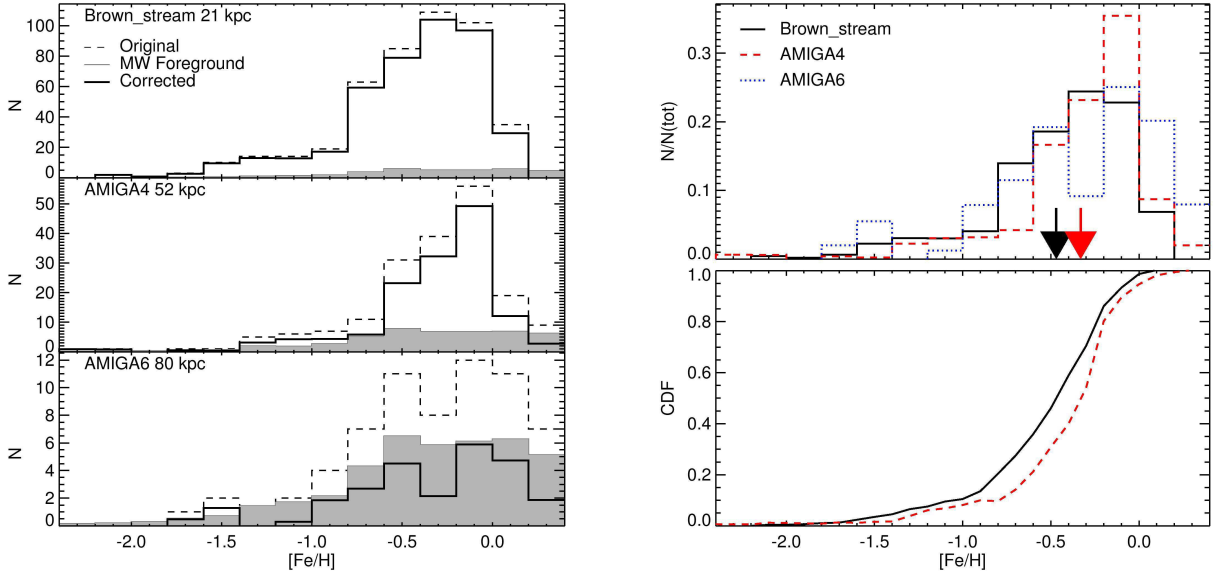 Brown_stream 21 kpc
Original
MW Foreground
Corrected
N
100
80
60
40
20
0
AMIGA4 52 kpc
N
50
40
30
20
10
0
AMIGA6 80 kpc
N
12
10
8
6
4
2
0
-2.0 -1.5 -1.0 -0.5 0.0
[Fe/H]
Brown_stream
AMIGA4
AMIGA6
N/N(tot)
0.3
0.2
0.1
0.0
CDF
1.0
0.8
0.6
0.4
0.2
0.0
-2.0 -1.5 -1.0 -0.5 0.0
[Fe/H]